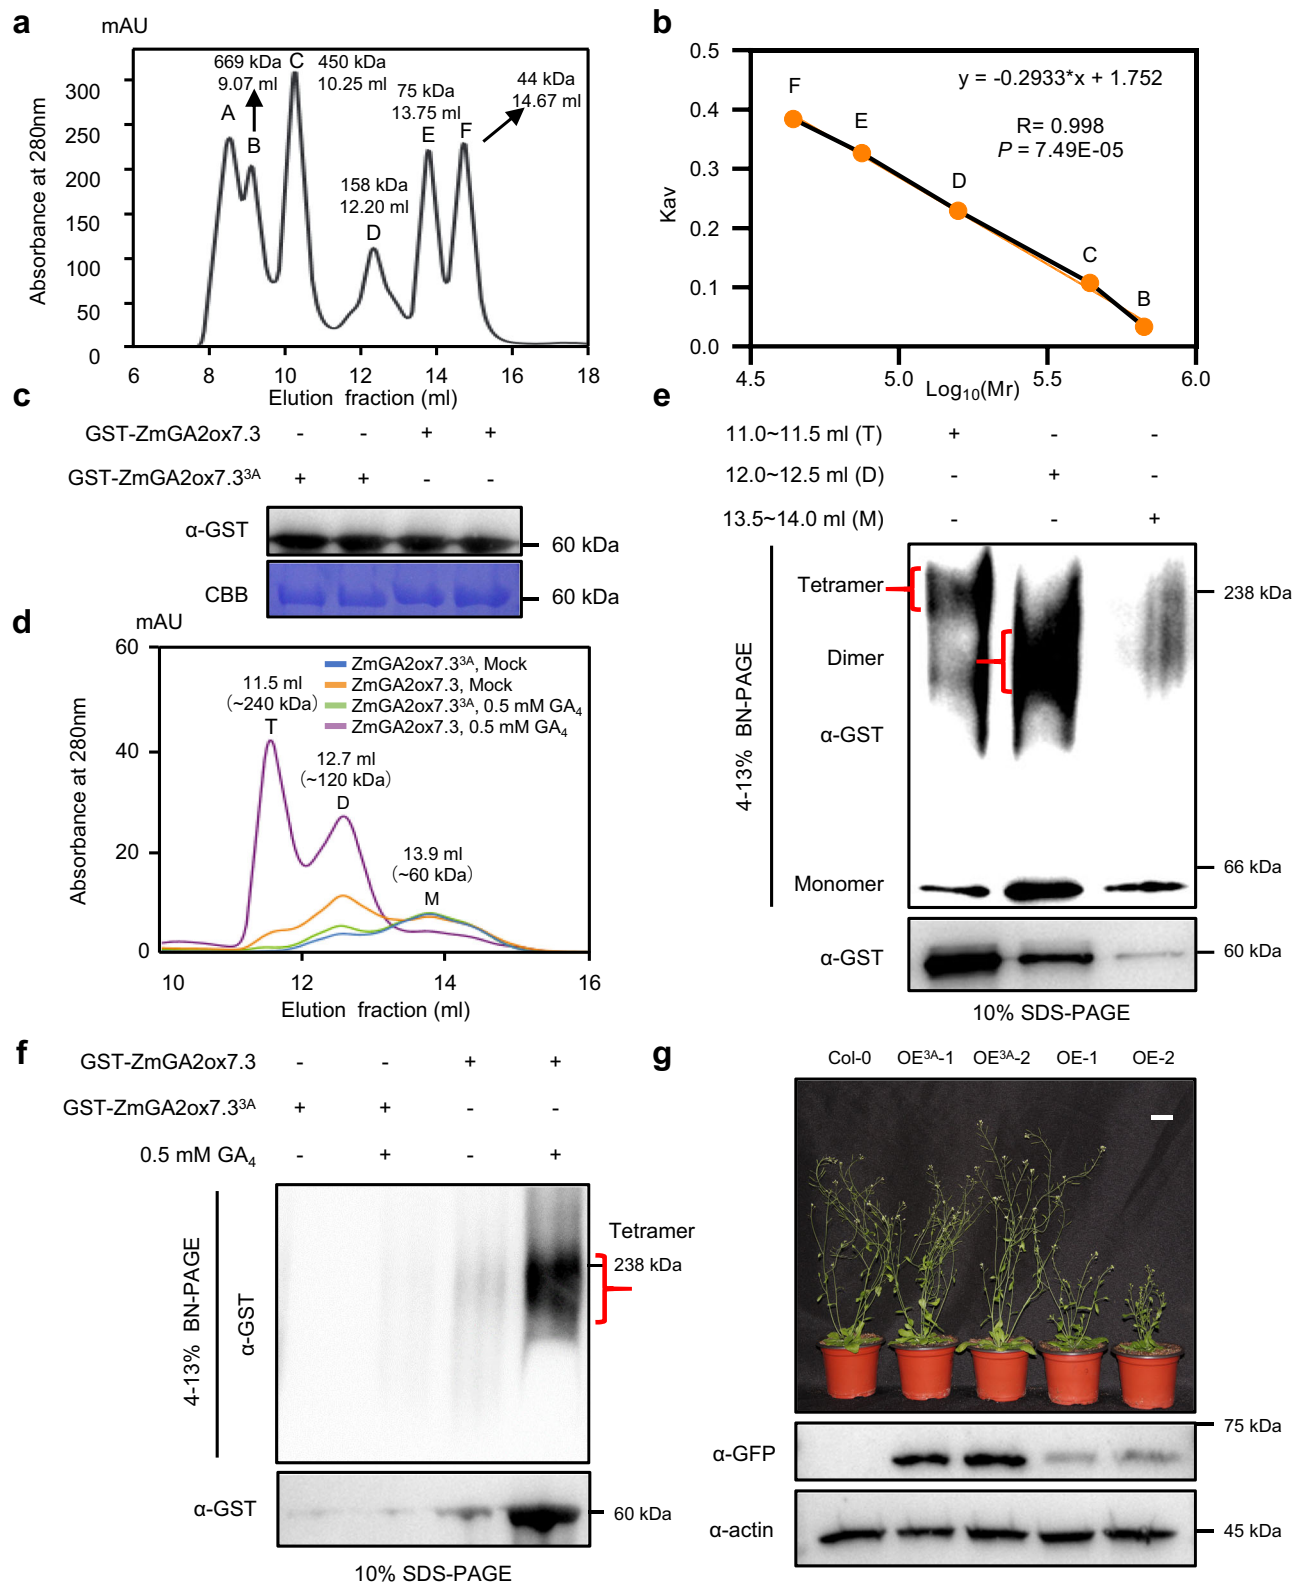 a
mAU
669 kDa
9.07 ml
C
450 kDa
10.25 ml
75 kDa
13.75 ml
44 kDa
14.67 ml
A
B
E
F
158 kDa
12.20 ml
D
Absorbance at 280nm
300
250
200
150
100
50
0
6 8 10 12 14 16 18
Elution fraction (ml)
b
0.5
0.4
0.3
0.2
0.1
0.0
Kav
y = -0.2933*x + 1.752
R= 0.998
P = 7.49E-05
F
E
D
C
B
4.5 5.0 5.5 6.0
Log₁₀(Mr)
c
GST-ZmGA2ox7.3 - - + +
GST-ZmGA2ox7.3³ᴬ + + - -
α-GST
60 kDa
CBB
60 kDa
d
mAU
60
40
20
0
Absorbance at 280nm
ZmGA2ox7.3³ᴬ, Mock
ZmGA2ox7.3, Mock
ZmGA2ox7.3³ᴬ, 0.5 mM GA₄
ZmGA2ox7.3, 0.5 mM GA₄
11.5 ml
(~240 kDa)
T
12.7 ml
(~120 kDa)
D
13.9 ml
(~60 kDa)
M
10 12 14 16
Elution fraction (ml)
e
11.0~11.5 ml (T) + - -
12.0~12.5 ml (D) - + -
13.5~14.0 ml (M) - - +
4-13% BN-PAGE
Tetramer
238 kDa
Dimer
α-GST
66 kDa
Monomer
α-GST
60 kDa
10% SDS-PAGE
f
GST-ZmGA2ox7.3 - - + +
GST-ZmGA2ox7.3³ᴬ + + - -
0.5 mM GA₄ - + - +
4-13% BN-PAGE
α-GST
Tetramer
238 kDa
α-GST
60 kDa
10% SDS-PAGE
g
Col-0 OE³ᴬ-1 OE³ᴬ-2 OE-1 OE-2
75 kDa
α-GFP
α-actin
45 kDa